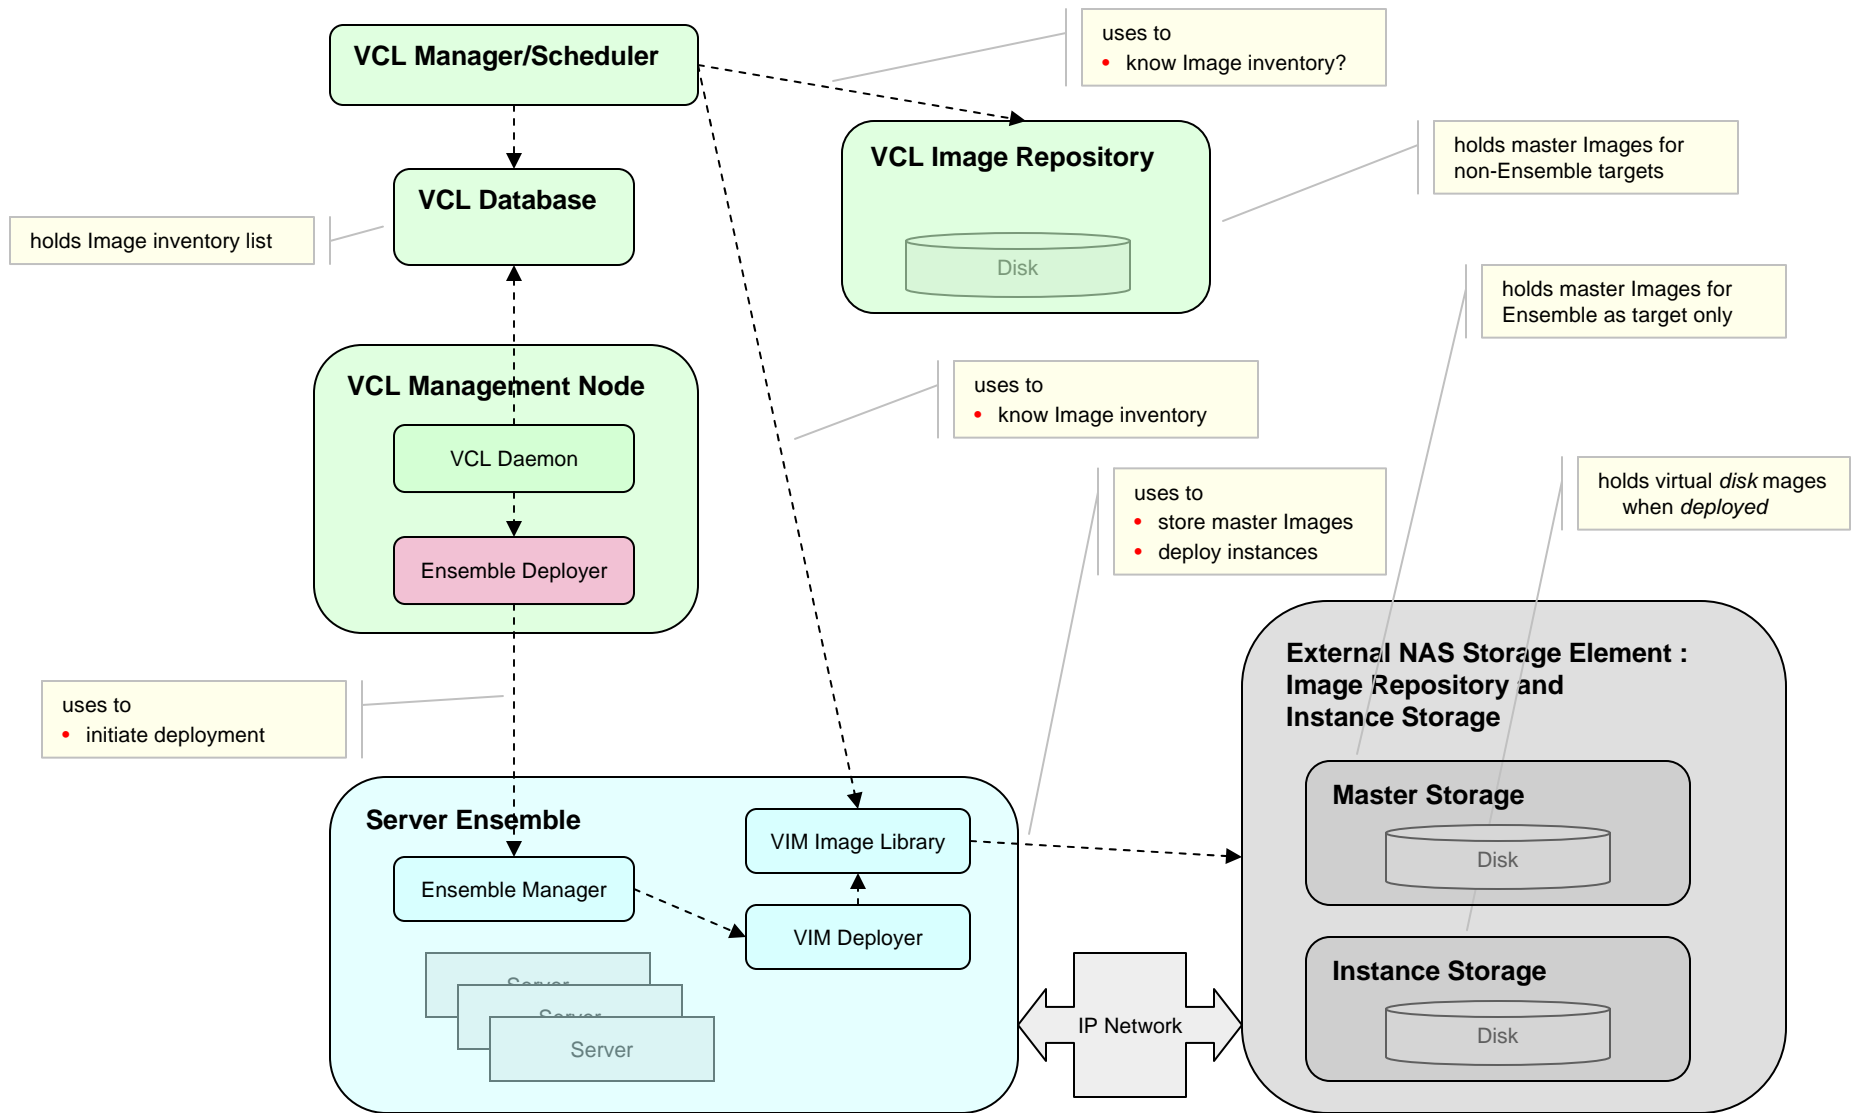 VCL Manager/Scheduler
uses to
• know Image inventory?
VCL Image Repository
Disk
holds master Images for
non-Ensemble targets
VCL Database
holds Image inventory list
holds master Images for
Ensemble as target only
VCL Management Node
VCL Daemon
Ensemble Deployer
uses to
• know Image inventory
uses to
• store master Images
• deploy instances
holds virtual disk mages
when deployed
uses to
• initiate deployment
External NAS Storage Element :
Image Repository and
Instance Storage
Master Storage
Disk
Instance Storage
Disk
Server Ensemble
VIM Image Library
Ensemble Manager
VIM Deployer
Server
Server
Server
IP Network